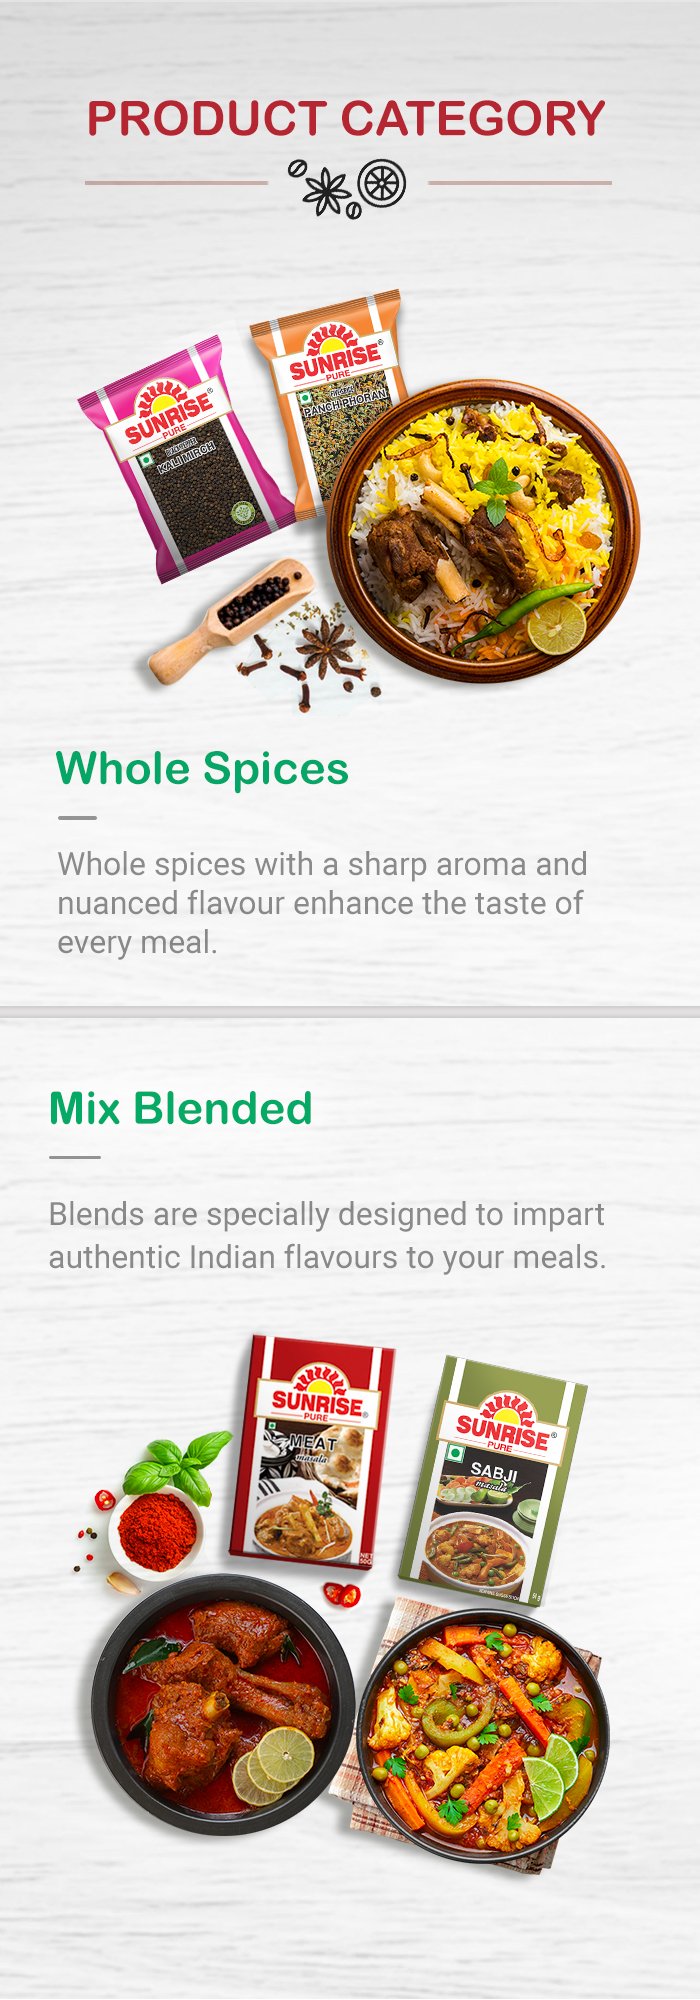 PRODUCT CATEGORY
SUNRISE®
PURE
BLACK PEPPER
KALI MIRCH
SUNRISE®
PURE
PANCH PHORAN
Whole Spices
Whole spices with a sharp aroma and
nuanced flavour enhance the taste of
every meal.
Mix Blended
Blends are specially designed to impart
authentic Indian flavours to your meals.
SUNRISE®
PURE
MEAT
masala
SUNRISE®
PURE
SABJI
masala